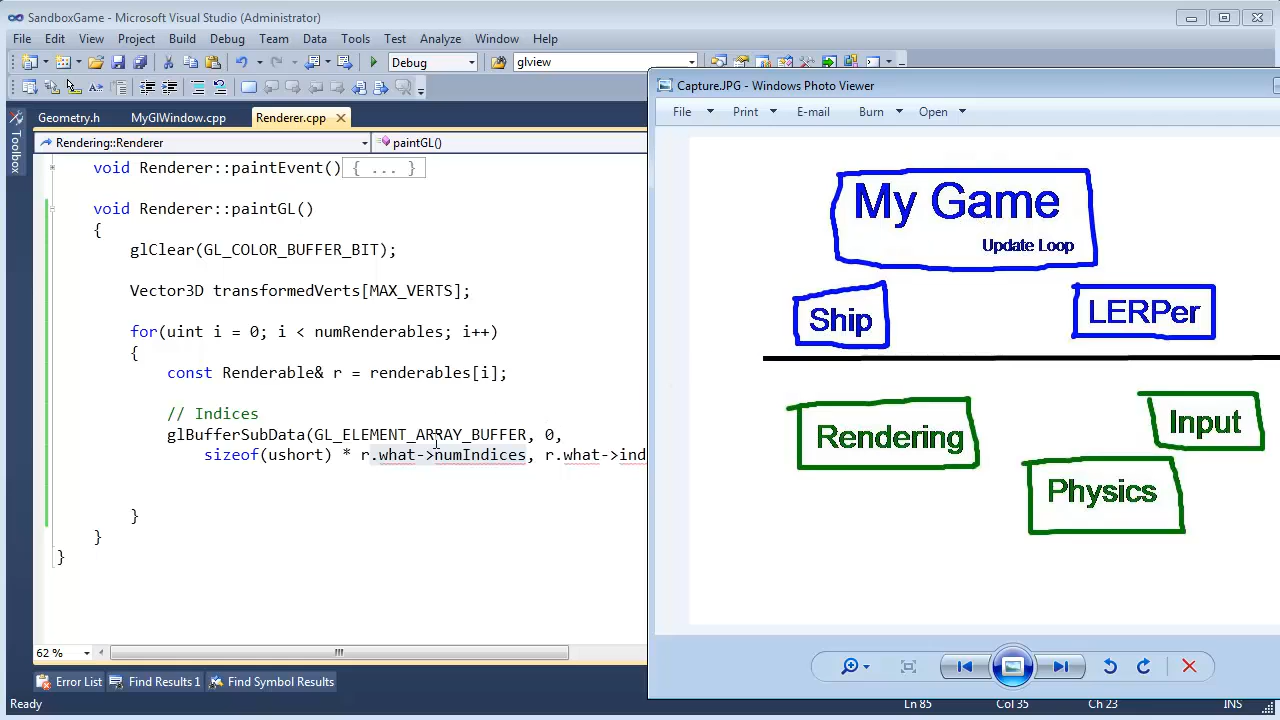 SandboxGame - Microsoft Visual Studio (Administrator)
File Edit View Project Build Debug Team Data Tools Test Analyze Window Help
Debug glview
Geometry.h MyGlWindow.cpp Renderer.cpp
Rendering::Renderer paintGL()
Toolbox
void Renderer::paintEvent(){ ... }
void Renderer::paintGL()
{
glClear(GL_COLOR_BUFFER_BIT);
Vector3D transformedVerts[MAX_VERTS];
for(uint i = 0; i < numRenderables; i++)
{
const Renderable& r = renderables[i];
// Indices
glBufferSubData(GL_ELEMENT_ARRAY_BUFFER, 0,
sizeof(ushort) * r.what->numIndices, r.what->ind
}
}
}
62 %
Error List Find Results 1 Find Symbol Results
Ready Ln 85 Col 35 Ch 23 INS
Capture.JPG - Windows Photo Viewer
File Print E-mail Burn Open
My Game
Update Loop
Ship LERPer
Rendering Input
Physics